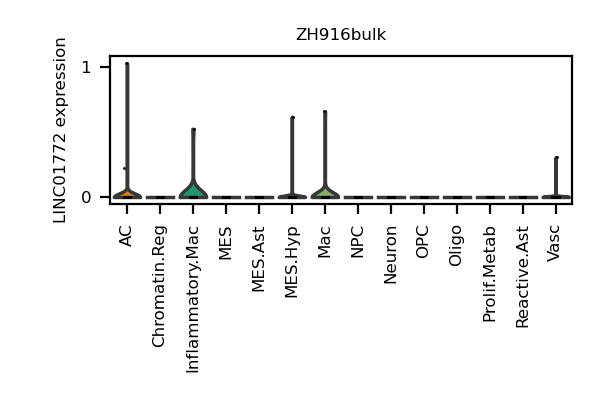 ZH916bulk
LINC01772 expression
1
0
AC
Chromatin.Reg
Inflammatory.Mac
MES
MES.Ast
MES.Hyp
Mac
NPC
Neuron
OPC
Oligo
Prolif.Metab
Reactive.Ast
Vasc